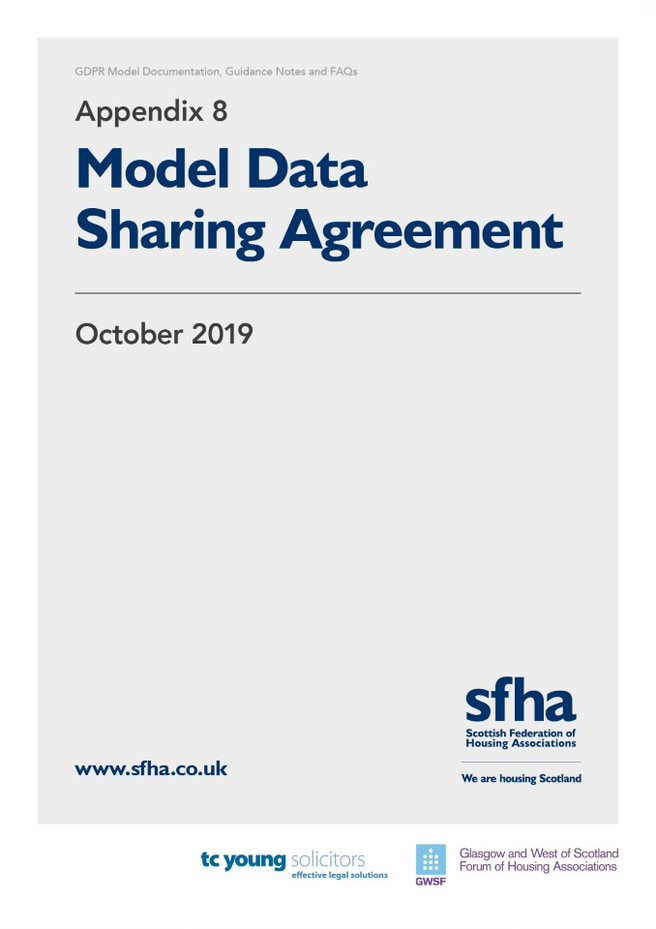 GDPR Model Documentation, Guidance Notes and FAQs
Appendix 8
Model Data
Sharing Agreement
October 2019
sfha
Scottish Federation of
Housing Associations
www.sfha.co.uk
We are housing Scotland
tc young solicitors
effective legal solutions
GWSF
Glasgow and West of Scotland
Forum of Housing Associations